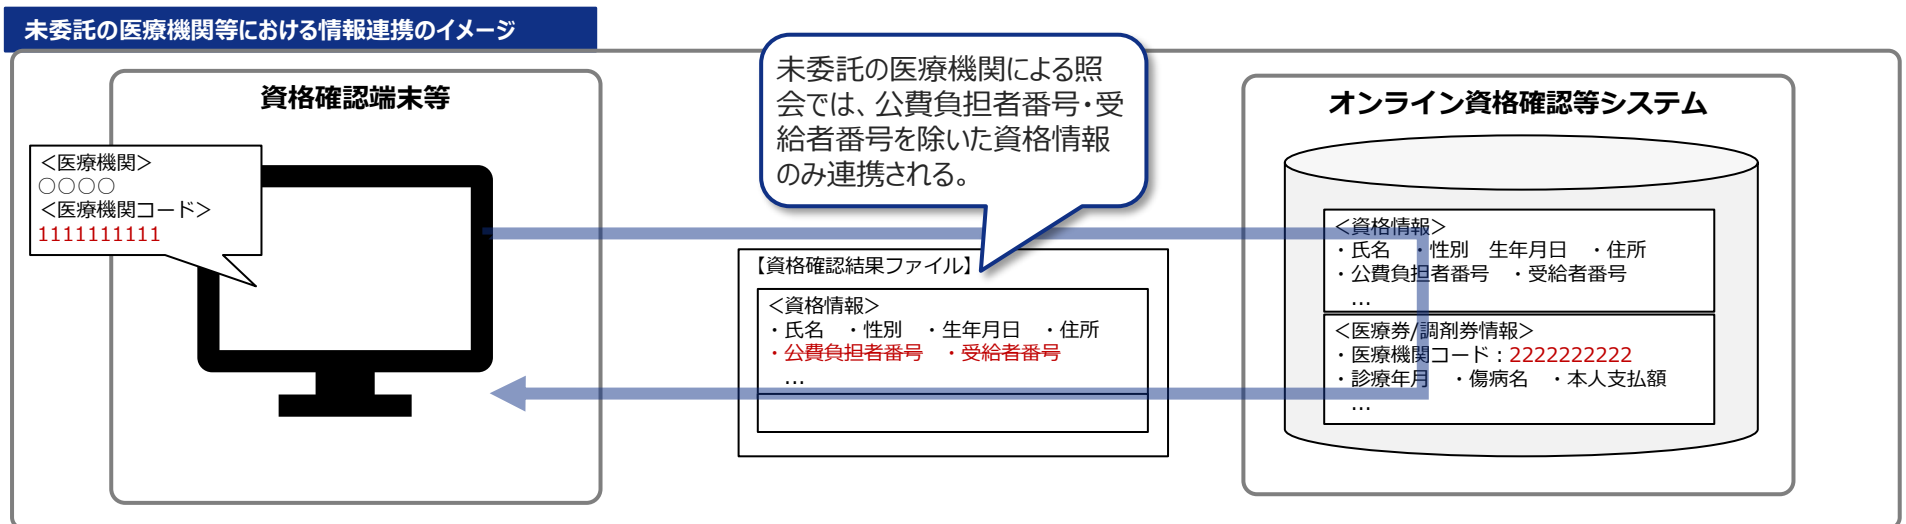 未委託の医療機関等における情報連携のイメージ
資格確認端末等
<医療機関>
○○○○
<医療機関コード>
1111111111
未委託の医療機関による照
会では、公費負担者番号・受
給者番号を除いた資格情報
のみ連携される。
【資格確認結果ファイル】
<資格情報>
・氏名　・性別　・生年月日　・住所
・公費負担者番号　・受給者番号
…
オンライン資格確認等システム
<資格情報>
・氏名　・性別　生年月日　・住所
・公費負担者番号　・受給者番号
…
<医療券/調剤券情報>
・医療機関コード：2222222222
・診療年月　・傷病名　・本人支払額
…